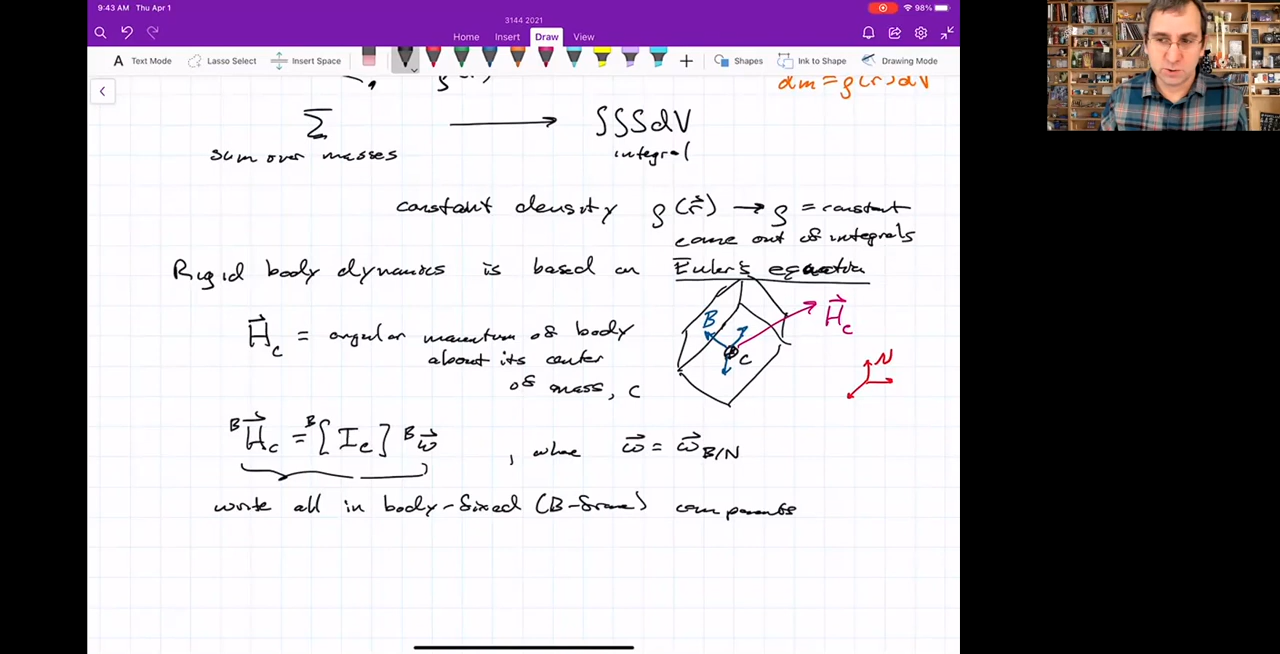 9:43 AM Thu Apr 1
98%
3144 2021
Home Insert Draw View
Text Mode Lasso Select Insert Space Shapes Ink to Shape Drawing Mode
dm = ρ(r)dV
Σ → ∫∫∫dV
sum over masses integral
constant density ρ(r⃗) → ρ = constant
come out of integrals
Rigid body dynamics is based on Euler's equation
H⃗c = angular momentum of body
about its center
of mass, C
B
C
H⃗c
N
ᴮH⃗c = ᴮ[Ic] ᴮω⃗ , where ω⃗ = ω⃗B/N
write all in body-fixed (B-frame) components